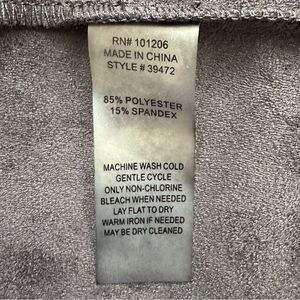 RN# 101206
MADE IN CHINA
STYLE # 39472
85% POLYESTER
15% SPANDEX
MACHINE WASH COLD
GENTLE CYCLE
ONLY NON-CHLORINE
BLEACH WHEN NEEDED
LAY FLAT TO DRY
WARM IRON IF NEEDED
MAY BE DRY CLEANED